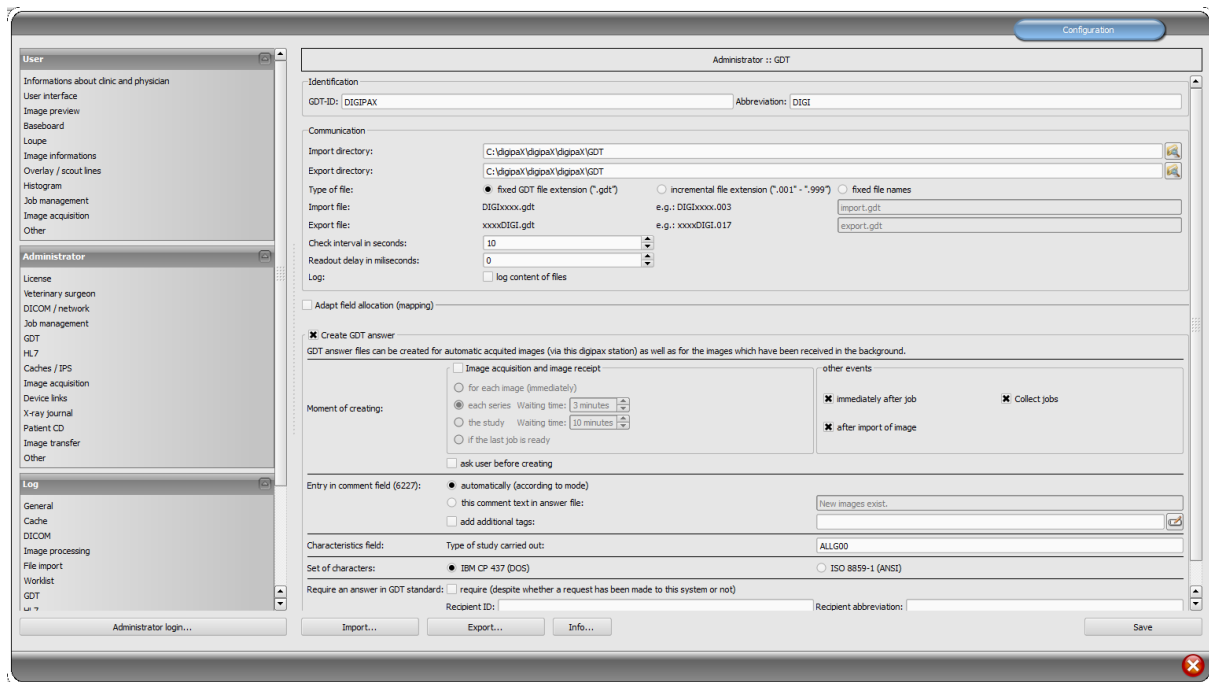 Configuration
User
Informations about clinic and physician
User interface
Image preview
Baseboard
Loupe
Image informations
Overlay / scout lines
Histogram
Job management
Image acquisition
Other
Administrator
License
Veterinary surgeon
DICOM / network
Job management
GDT
HL7
Caches / IPS
Image acquisition
Device links
X-ray journal
Patient CD
Image transfer
Other
Log
General
Cache
DICOM
Image processing
File import
Worklist
GDT
HL7
Administrator login...
Administrator :: GDT
Identification
GDT-ID: DIGIPAX Abbreviation: DIGI
Communication
Import directory: C:\digipaX\digipaX\digipaX\GDT
Export directory: C:\digipaX\digipaX\digipaX\GDT
Type of file: fixed GDT file extension (".gdt") incremental file extension (".001" - ".999") fixed file names
Import file: DIGIxxxx.gdt e.g.: DIGIxxxx.003 import.gdt
Export file: xxxxDIGI.gdt e.g.: xxxxDIGI.017 export.gdt
Check interval in seconds: 10
Readout delay in miliseconds: 0
Log: log content of files
Adapt field allocation (mapping)
Create GDT answer
GDT answer files can be created for automatic acquited images (via this digipax station) as well as for the images which have been received in the background.
Moment of creating:
Image acquisition and image receipt
for each image (immediately)
each series Waiting time: 3 minutes
the study Waiting time: 10 minutes
if the last job is ready
other events
immediately after job Collect jobs
after import of image
ask user before creating
Entry in comment field (6227): automatically (according to mode)
this comment text in answer file: New images exist.
add additional tags:
Characteristics field: Type of study carried out: ALLG00
Set of characters: IBM CP 437 (DOS) ISO 8859-1 (ANSI)
Require an answer in GDT standard: require (despite whether a request has been made to this system or not)
Recipient ID: Recipient abbreviation:
Import... Export... Info... Save